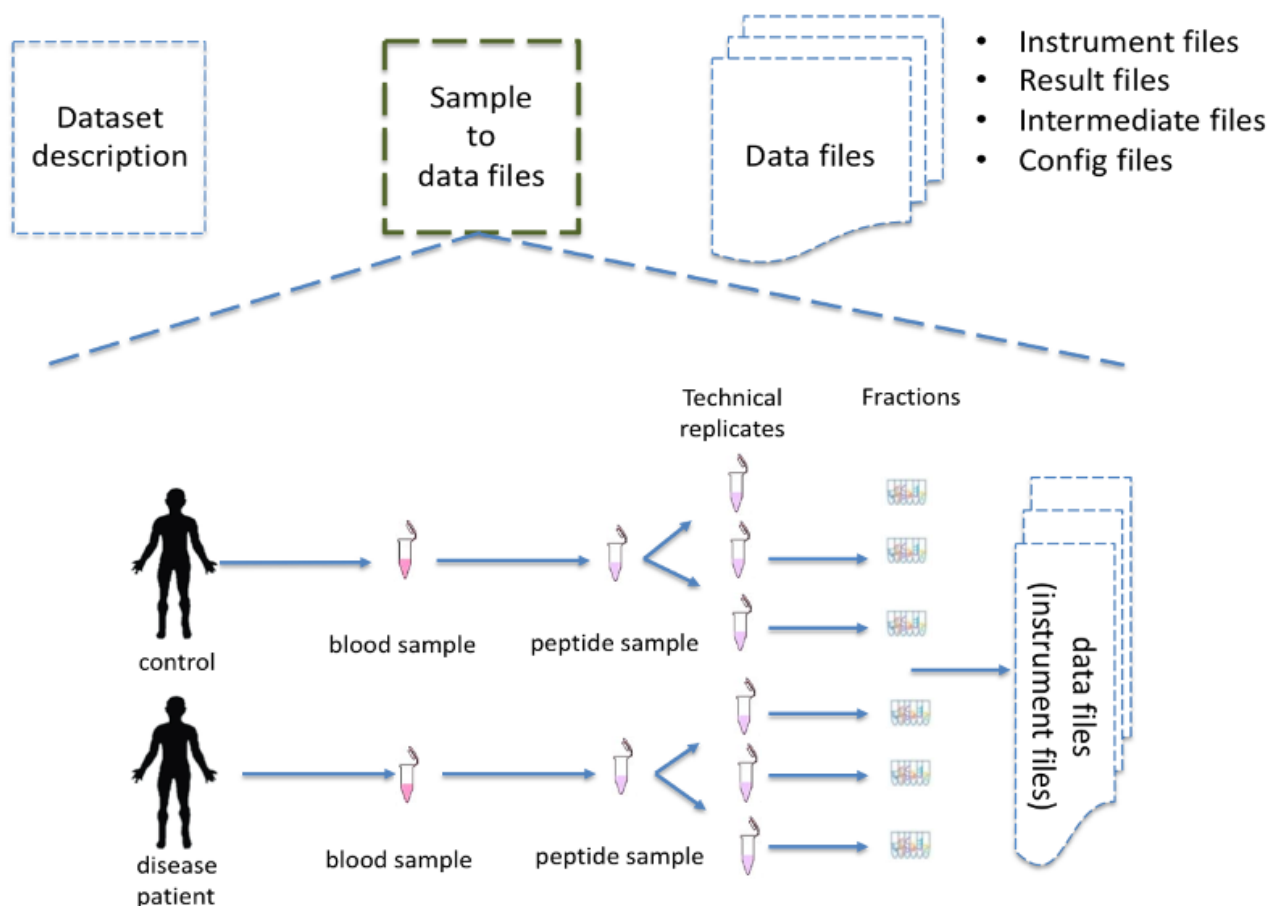 Dataset
description
Sample
to
data files
Data files
• Instrument files
• Result files
• Intermediate files
• Config files
Technical
replicates
Fractions
control
blood sample
peptide sample
data files
(instrument files)
disease
patient
blood sample
peptide sample